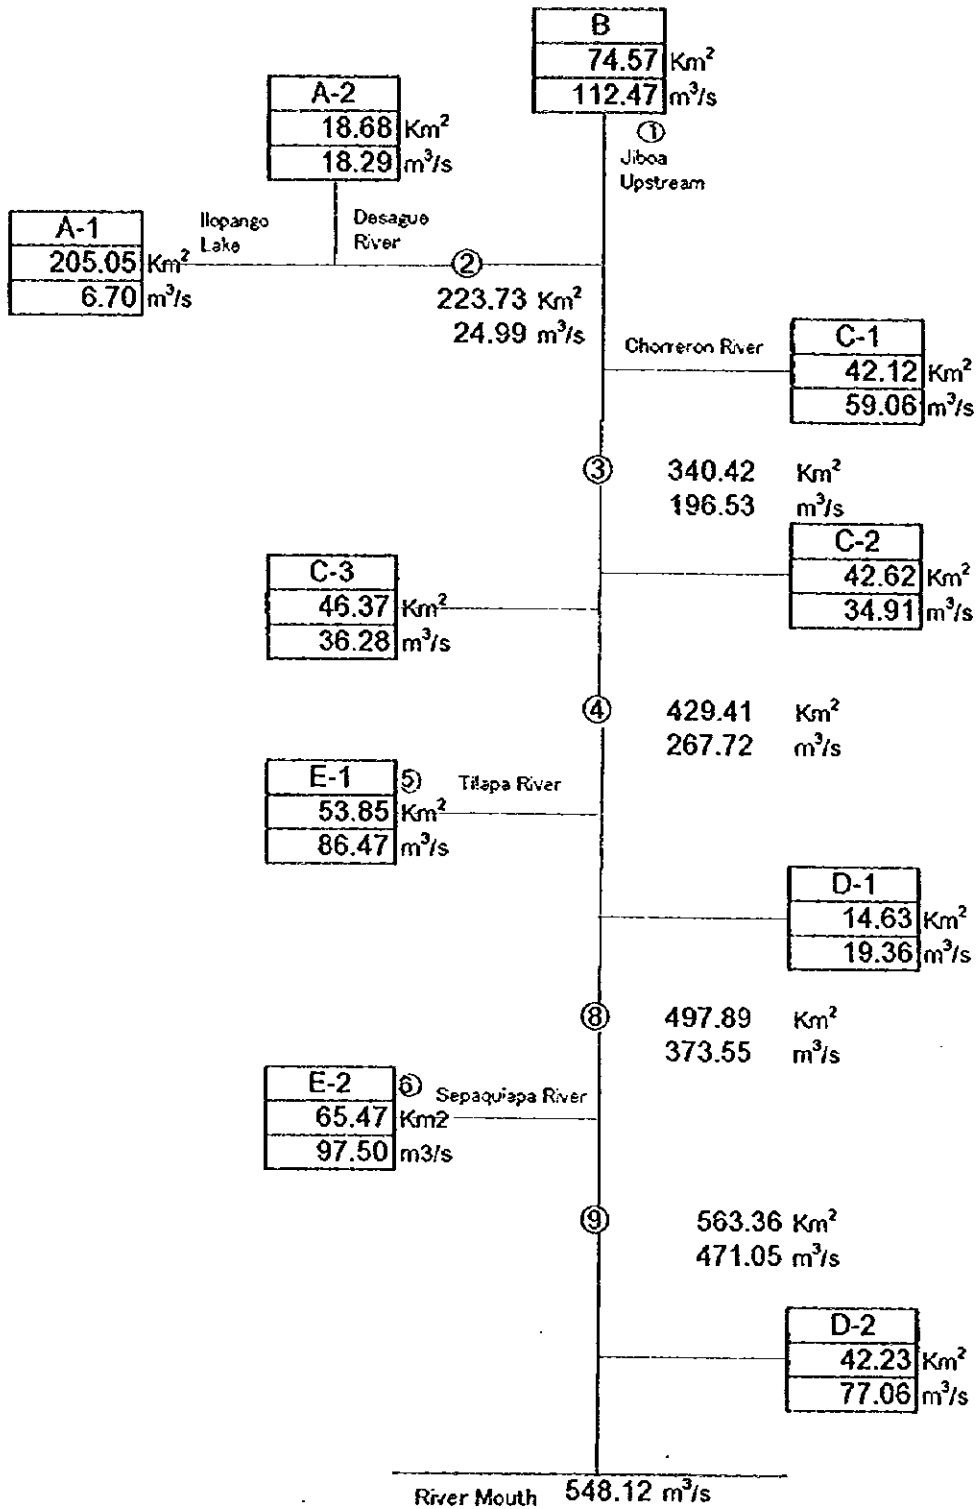 B
74.57 Km²
112.47 m³/s
①
Jiboa
Upstream
A-2
18.68 Km²
18.29 m³/s
Ilopango
Lake
Desague
River
A-1
205.05 Km²
6.70 m³/s
②
223.73 Km²
24.99 m³/s
Chorreron River
C-1
42.12 Km²
59.06 m³/s
③ 340.42 Km²
196.53 m³/s
C-2
42.62 Km²
34.91 m³/s
C-3
46.37 Km²
36.28 m³/s
④ 429.41 Km²
267.72 m³/s
E-1 ⑤ Tilapa River
53.85 Km²
86.47 m³/s
D-1
14.63 Km²
19.36 m³/s
⑧ 497.89 Km²
373.55 m³/s
E-2 ⑥ Sepaquiapa River
65.47 Km2
97.50 m3/s
⑨ 563.36 Km²
471.05 m³/s
D-2
42.23 Km²
77.06 m³/s
River Mouth 548.12 m³/s